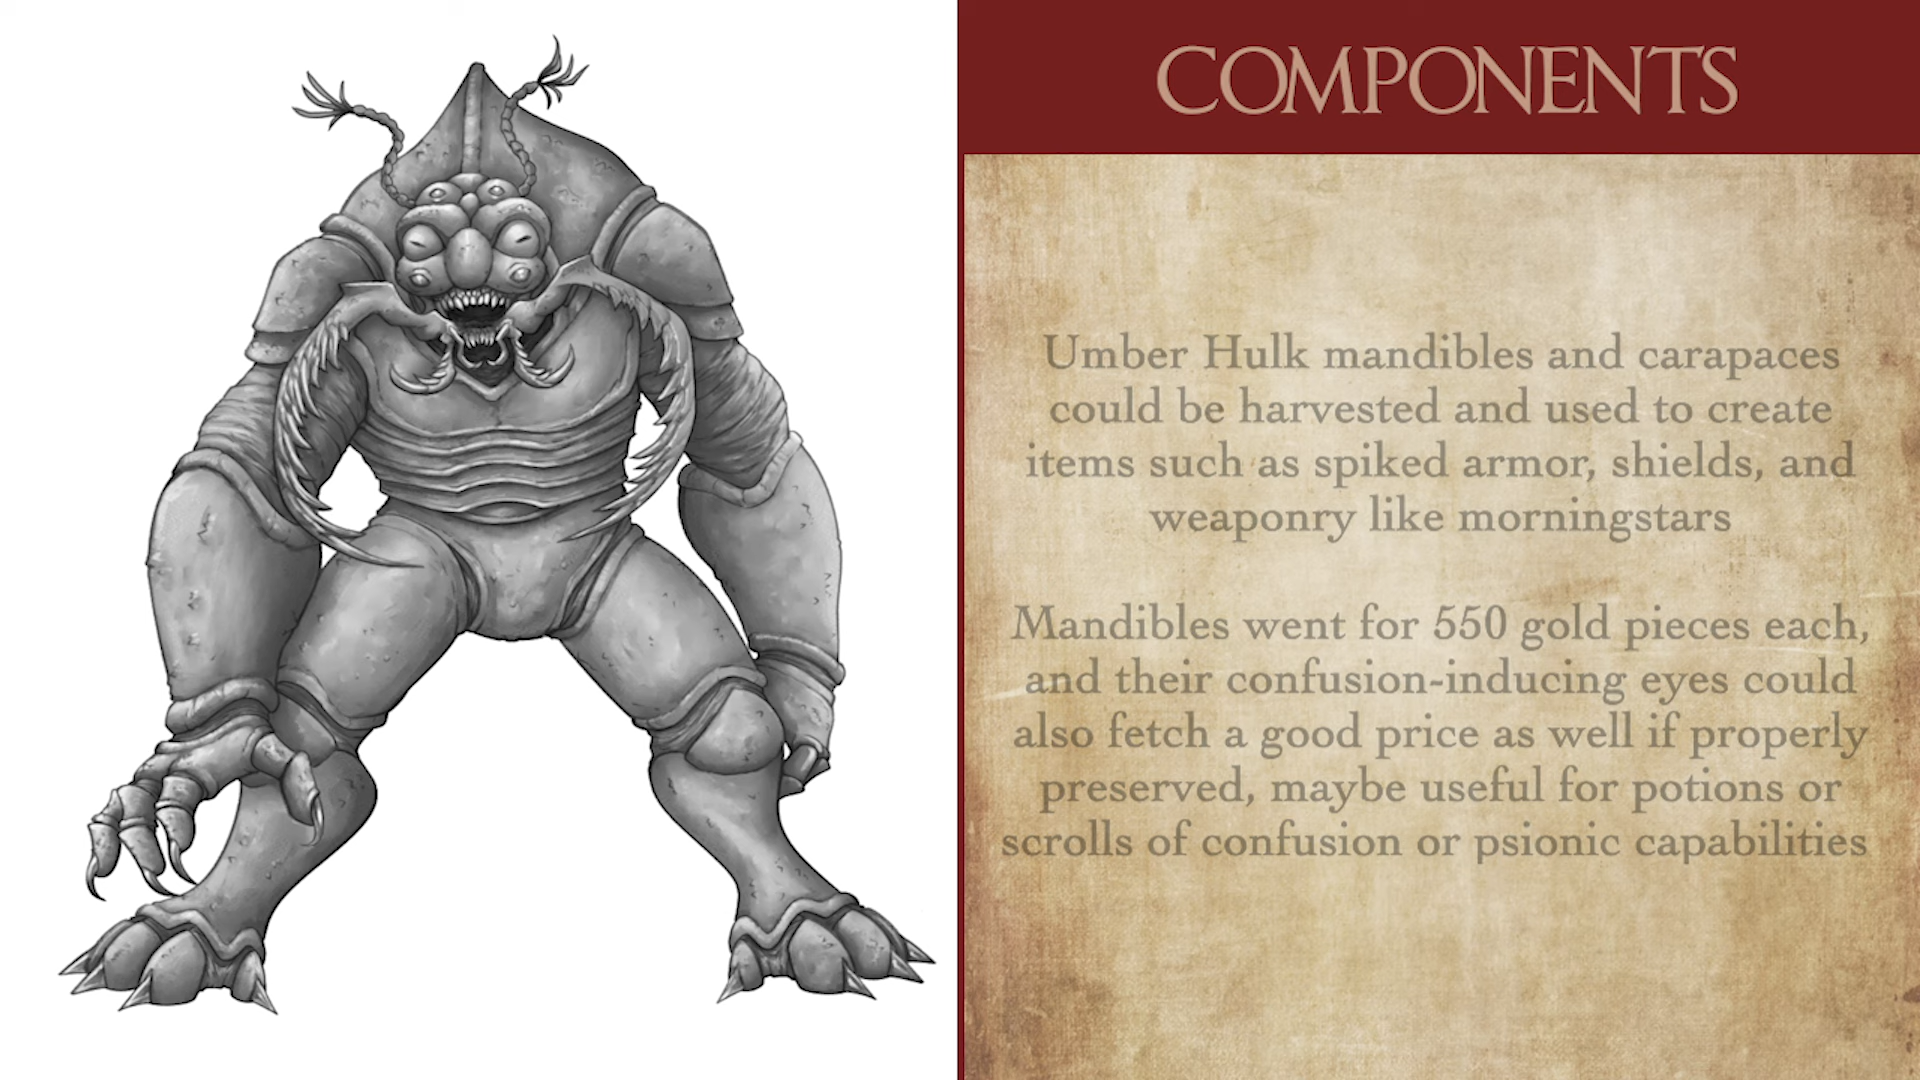 COMPONENTS
Umber Hulk mandibles and carapaces
could be harvested and used to create
items such as spiked armor, shields, and
weaponry like morningstars
Mandibles went for 550 gold pieces each,
and their confusion-inducing eyes could
also fetch a good price as well if properly
preserved, maybe useful for potions or
scrolls of confusion or psionic capabilities